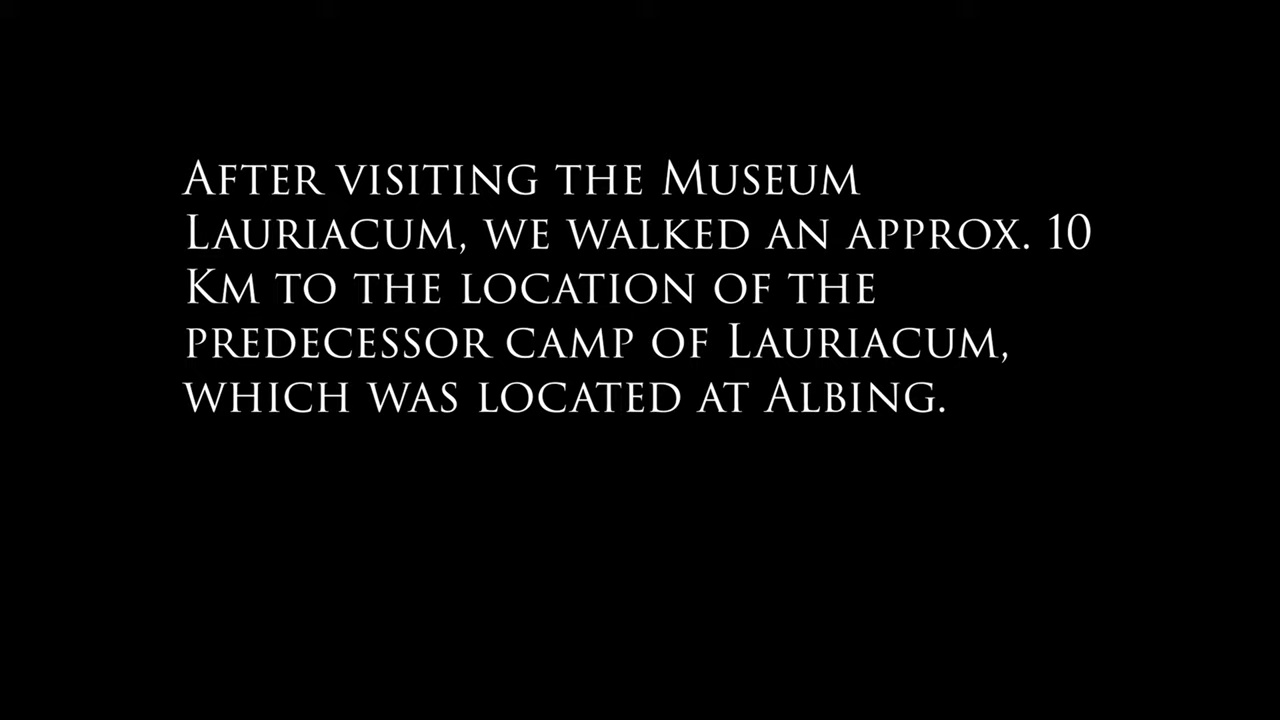 After visiting the Museum
Lauriacum, we walked an approx. 10
Km to the location of the
predecessor camp of Lauriacum,
which was located at Albing.